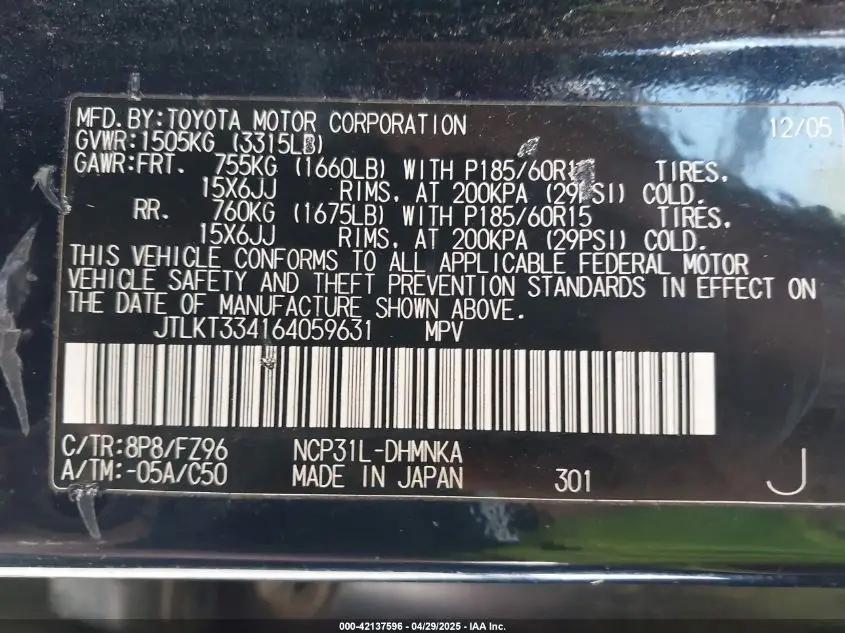 MFD.BY:TOYOTA MOTOR CORPORATION 12/05
GVWR:1505KG (3315LB)
GAWR:FRT. 755KG (1660LB) WITH P185/60R15 TIRES,
15X6JJ RIMS, AT 200KPA (29PSI) COLD.
RR. 760KG (1675LB) WITH P185/60R15 TIRES,
15X6JJ RIMS, AT 200KPA (29PSI) COLD.
THIS VEHICLE CONFORMS TO ALL APPLICABLE FEDERAL MOTOR
VEHICLE SAFETY AND THEFT PREVENTION STANDARDS IN EFFECT ON
THE DATE OF MANUFACTURE SHOWN ABOVE.
JTLKT334164059631 MPV
C/TR:8P8/FZ96 NCP31L-DHMNKA
A/TM:-05A/C50 MADE IN JAPAN 301 J
000-42137596 - 04/29/2025 - IAA Inc.